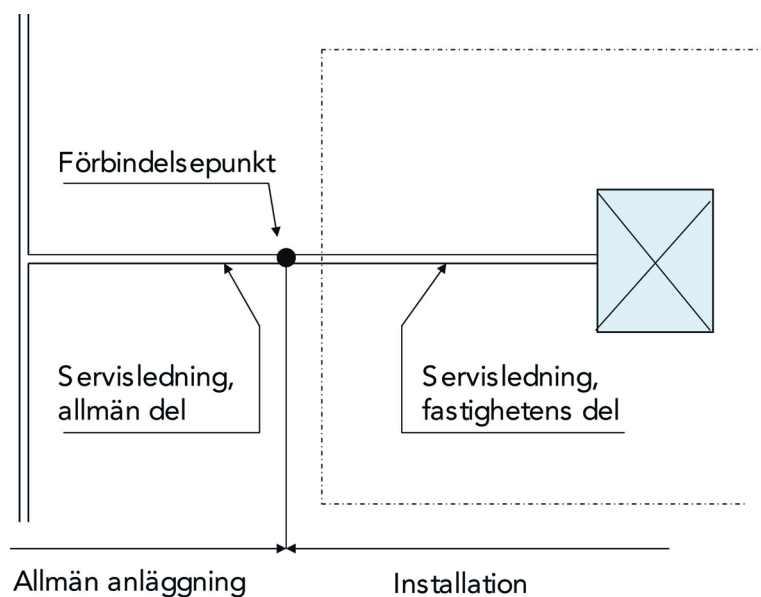 Förbindelsepunkt
Servisledning,
allmän del
Servisledning,
fastighetens del
Allmän anläggning
Installation